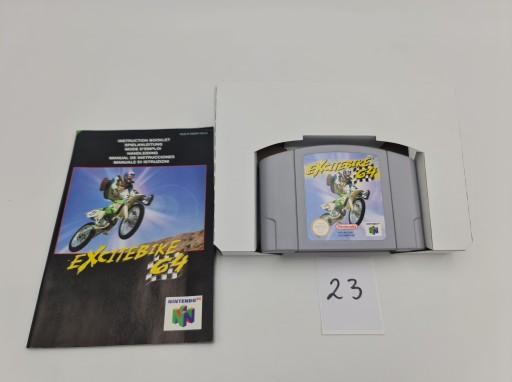 INSTRUCTION BOOKLET
SPIELANLEITUNG
MODE D'EMPLOI
HANDLEIDING
MANUAL DE INSTRUCCIONES
MANUALE DI ISTRUZIONI
EXCITEBIKE
64
NINTENDO 64
EXCITEBIKE
64
Nintendo
23